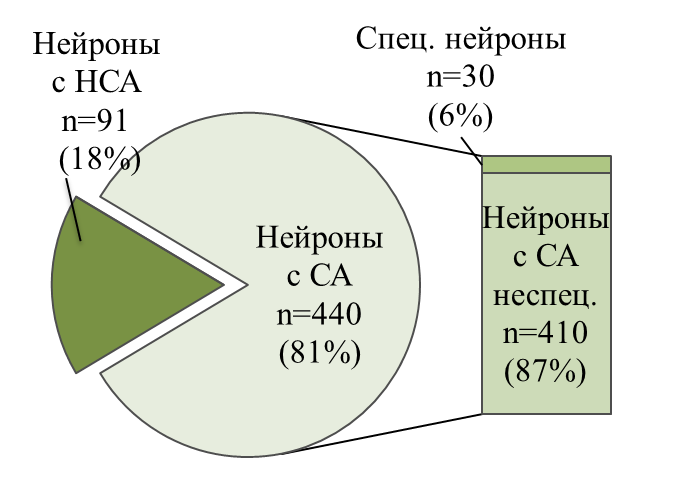 Нейроны
с НСА
n=91
(18%)
Спец. нейроны
n=30
(6%)
Нейроны
с СА
n=440
(81%)
Нейроны
с СА
неспец.
n=410
(87%)